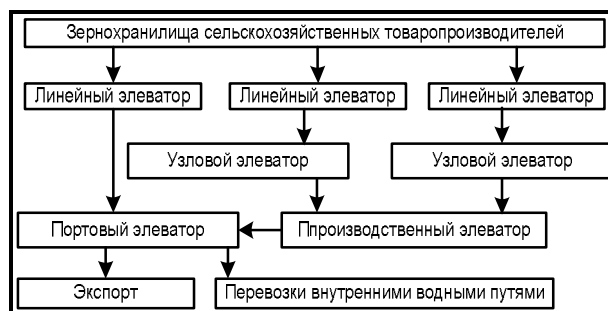 Зернохранилища сельскохозяйственных товаропроизводителей
Линейный элеватор
Линейный элеватор
Линейный элеватор
Узловой элеватор
Узловой элеватор
Портовый элеватор
Ппроизводственный элеватор
Экспорт
Перевозки внутренними водными путями